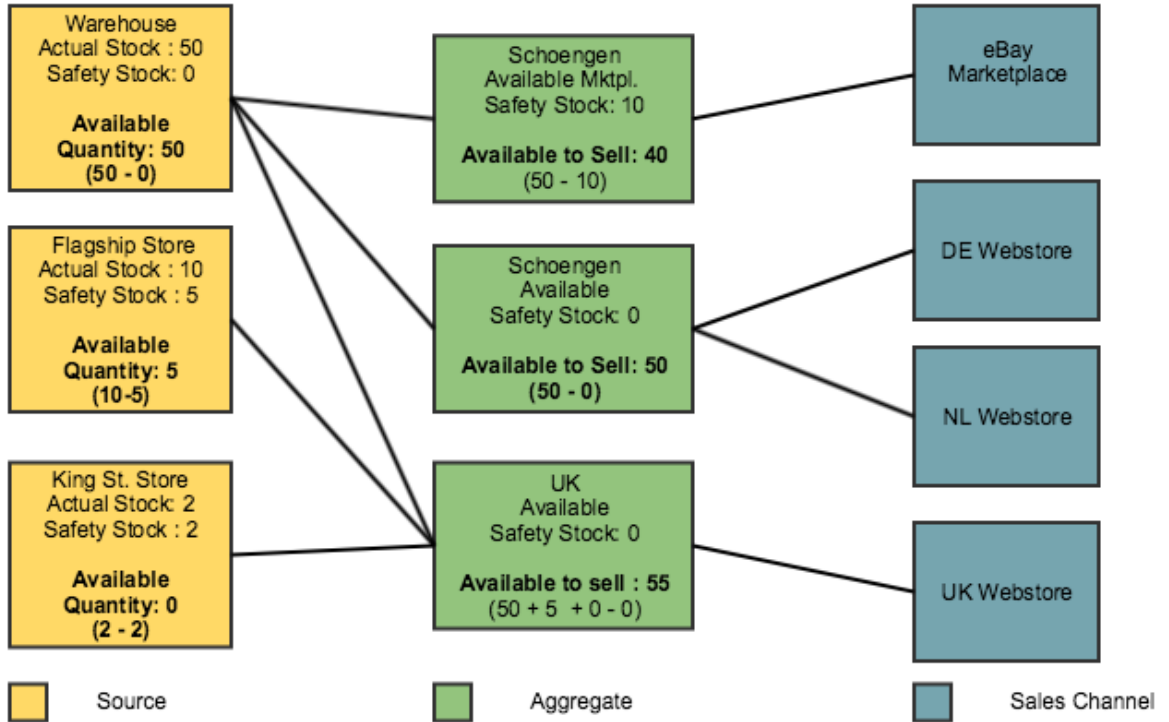 Warehouse
Actual Stock : 50
Safety Stock: 0
Available
Quantity: 50
(50 - 0)
Flagship Store
Actual Stock : 10
Safety Stock : 5
Available
Quantity: 5
(10-5)
King St. Store
Actual Stock: 2
Safety Stock : 2
Available
Quantity: 0
(2 - 2)
Schoengen
Available Mktpl.
Safety Stock: 10
Available to Sell: 40
(50 - 10)
Schoengen
Available
Safety Stock: 0
Available to Sell: 50
(50 - 0)
UK
Available
Safety Stock: 0
Available to sell : 55
(50 + 5 + 0 - 0)
eBay
Marketplace
DE Webstore
NL Webstore
UK Webstore
Source
Aggregate
Sales Channel